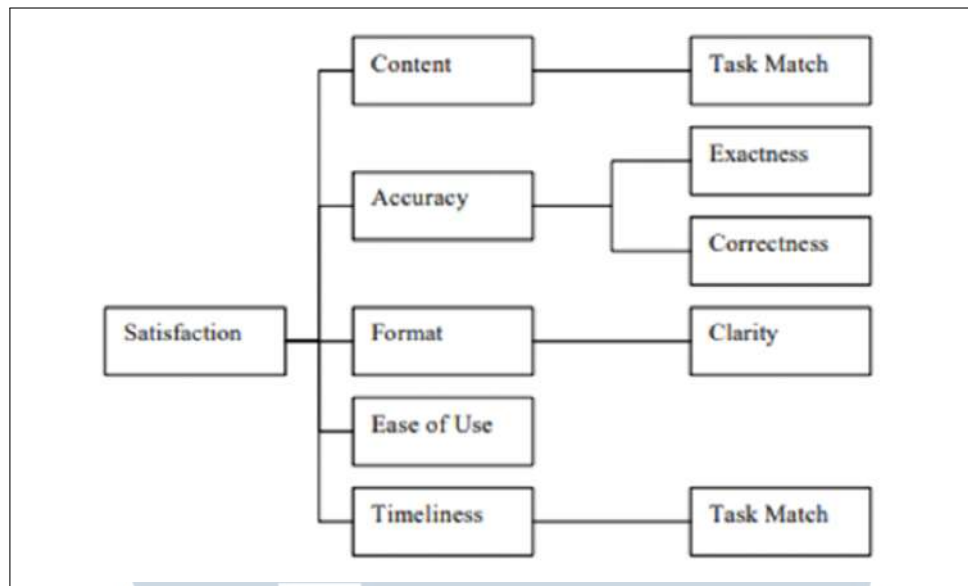 Content
Task Match
Exactness
Accuracy
Correctness
Satisfaction
Format
Clarity
Ease of Use
Timeliness
Task Match